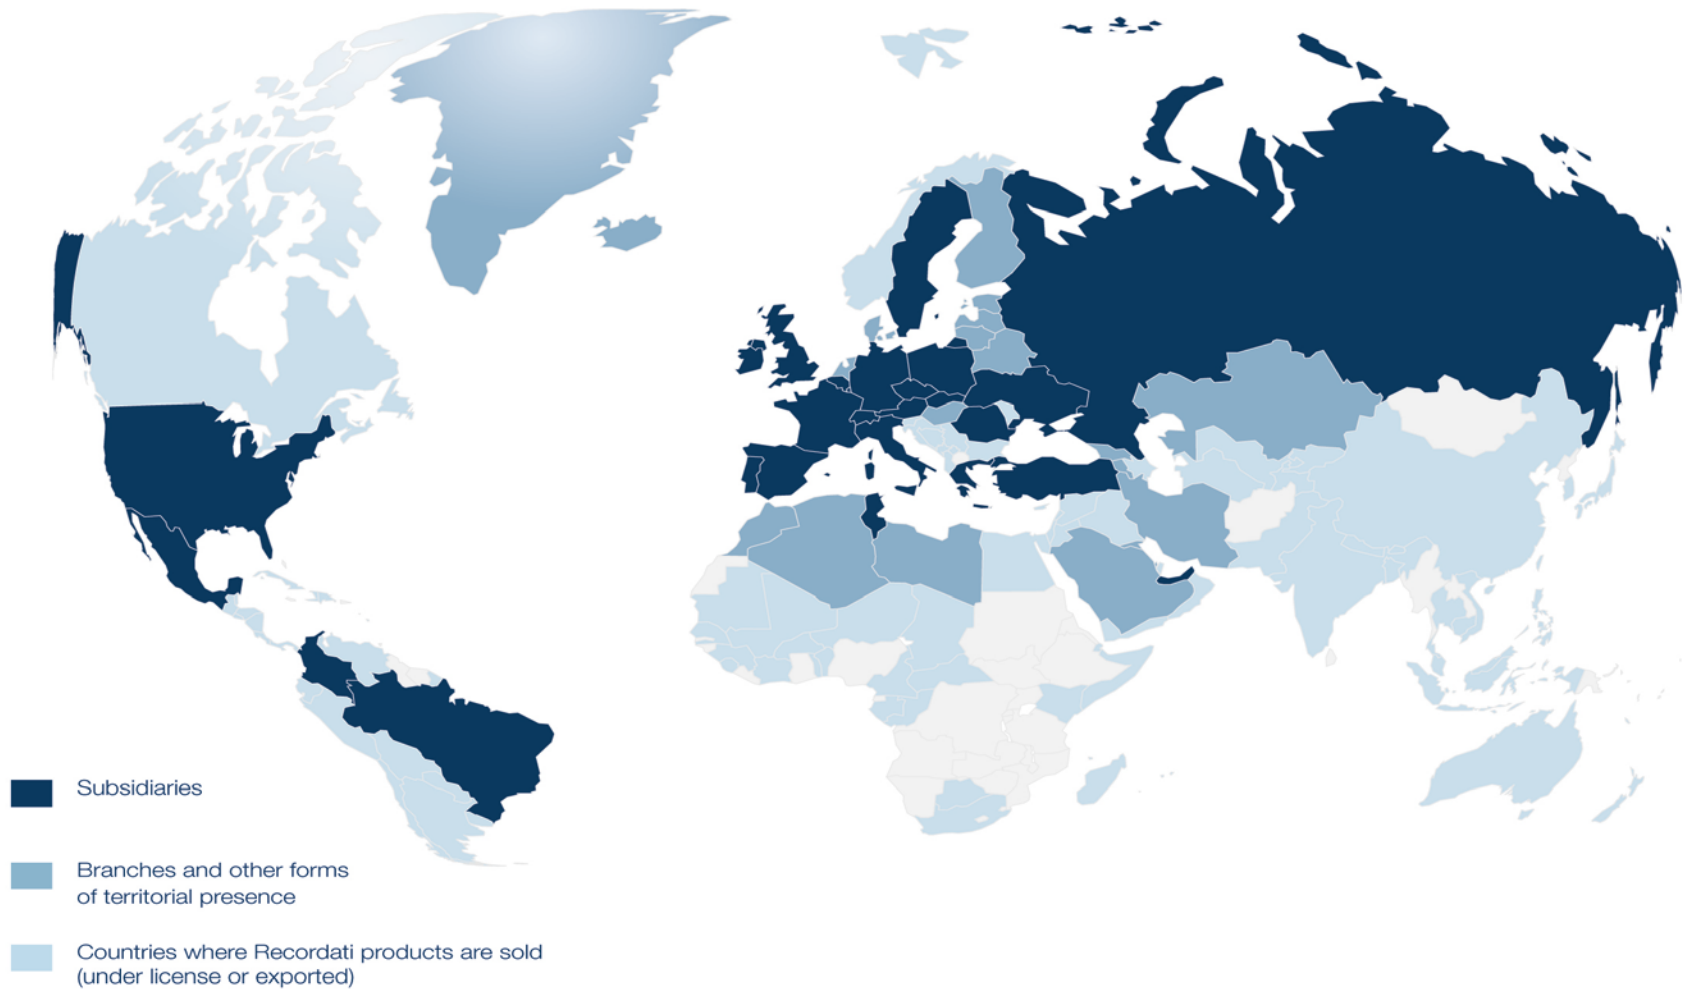 Subsidiaries
Branches and other forms
of territorial presence
Countries where Recordati products are sold
(under license or exported)